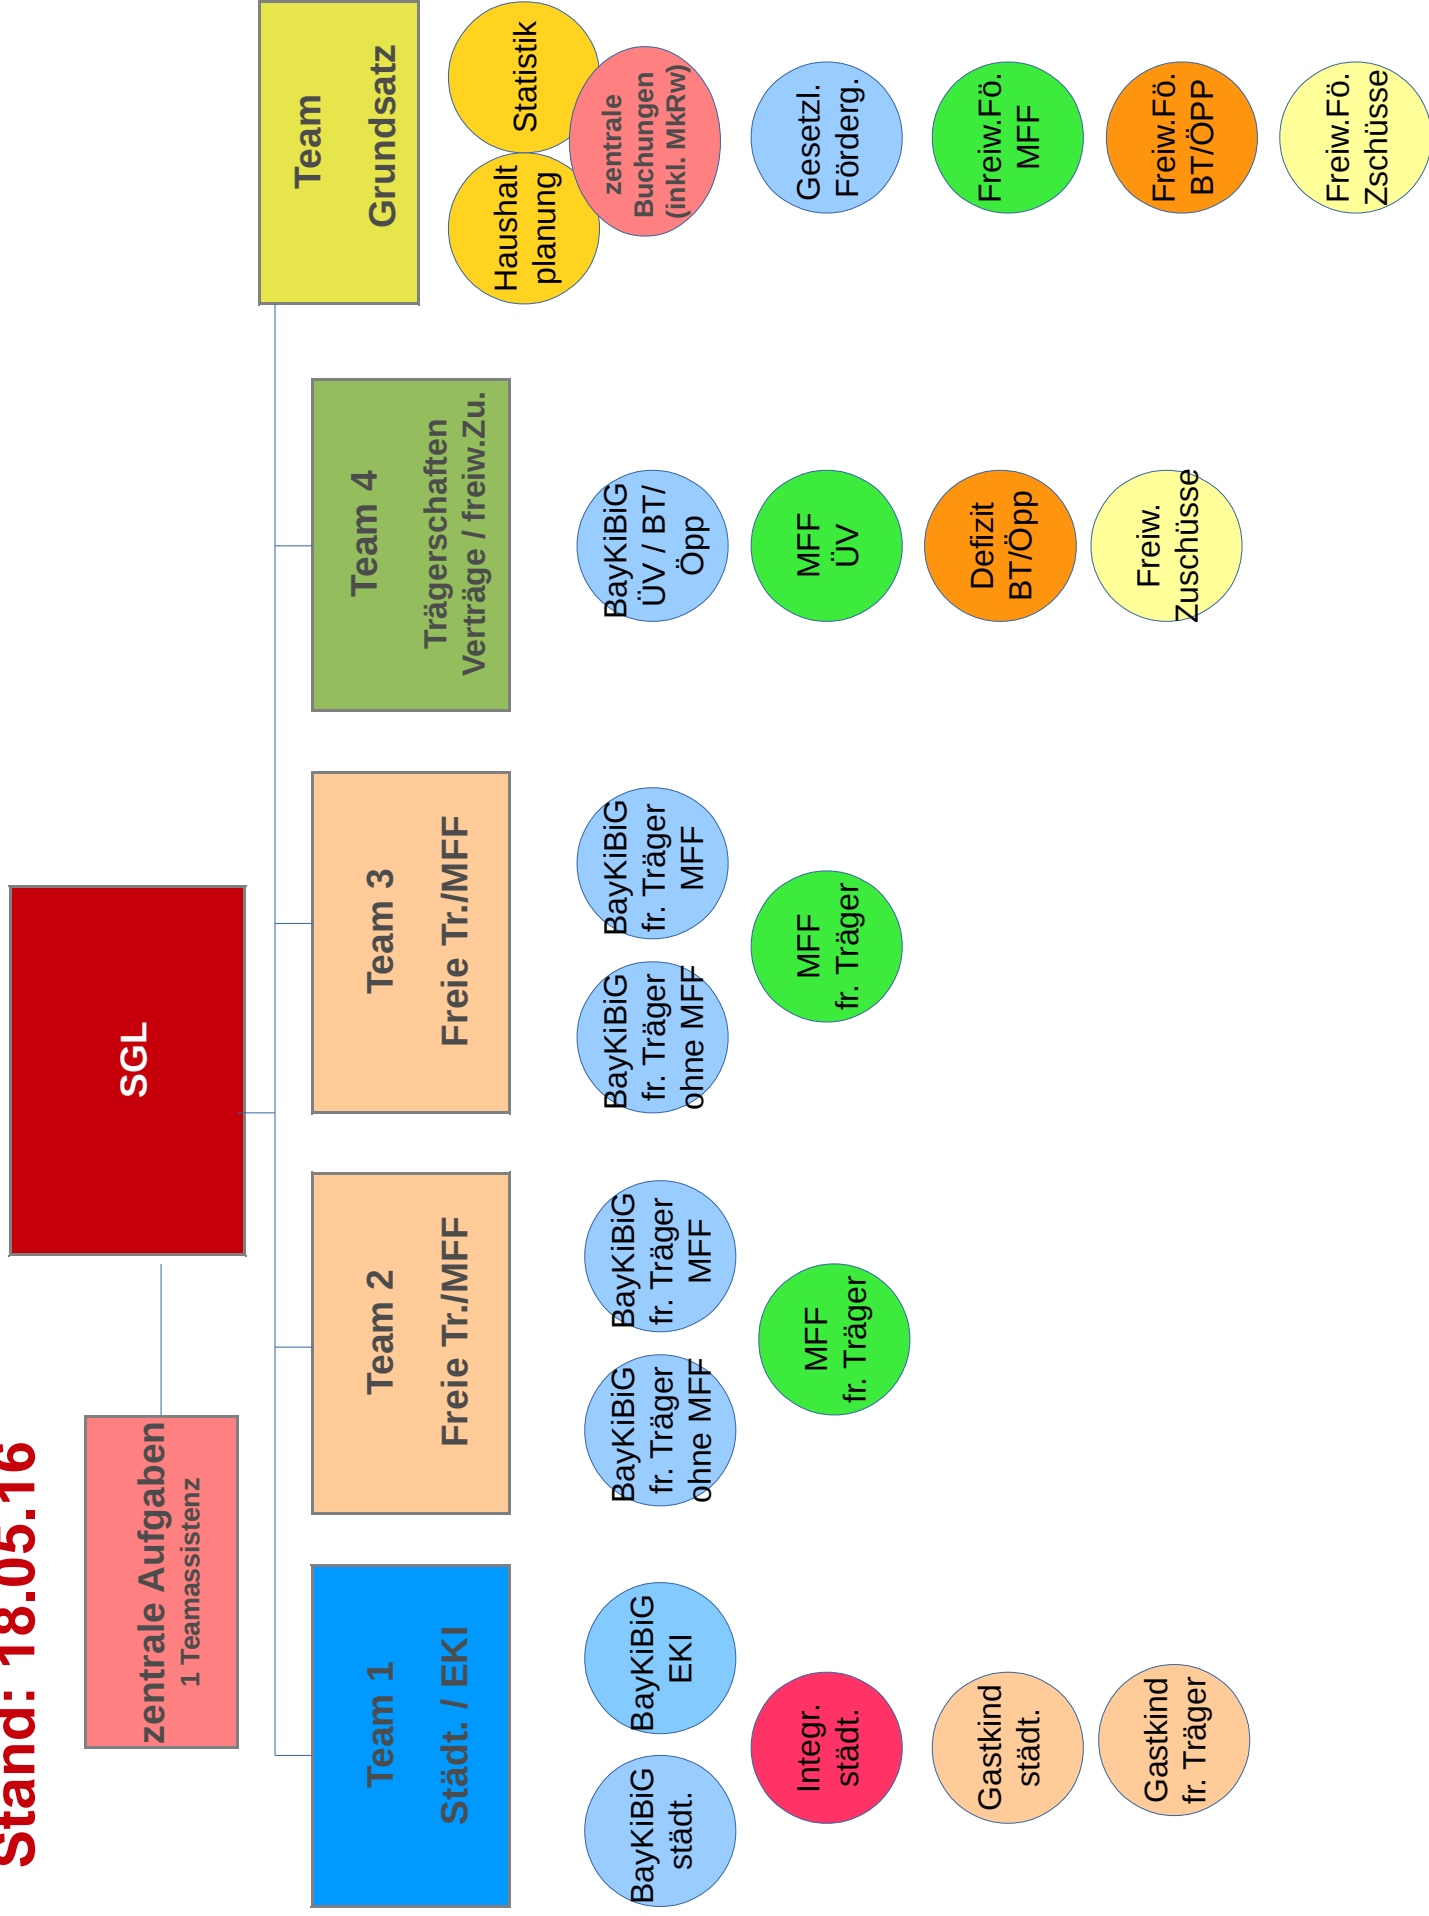 Stand: 18.05.16
SGL
zentrale Aufgaben
1 Teamassistenz
Team 1
Städt. / EKI
Team 2
Freie Tr./MFF
Team 3
Freie Tr./MFF
Team 4
Trägerschaften
Verträge / freiw.Zu.
Team
Grundsatz
BayKiBiG
städt.
BayKiBiG
EKI
Integr.
städt.
Gastkind
städt.
Gastkind
fr. Träger
BayKiBiG
fr. Träger
ohne MFF
BayKiBiG
fr. Träger
MFF
MFF
fr. Träger
BayKiBiG
fr. Träger
ohne MFF
BayKiBiG
fr. Träger
MFF
MFF
fr. Träger
BayKiBiG
ÜV / BT/
Öpp
MFF
ÜV
Defizit
BT/Öpp
Freiw.
Zuschüsse
Haushalt
planung
Statistik
zentrale
Buchungen
(inkl. MkRw)
Gesetzl.
Förderg.
Freiw.Fö.
MFF
Freiw.Fö.
BT/ÖPP
Freiw.Fö.
Zschüsse